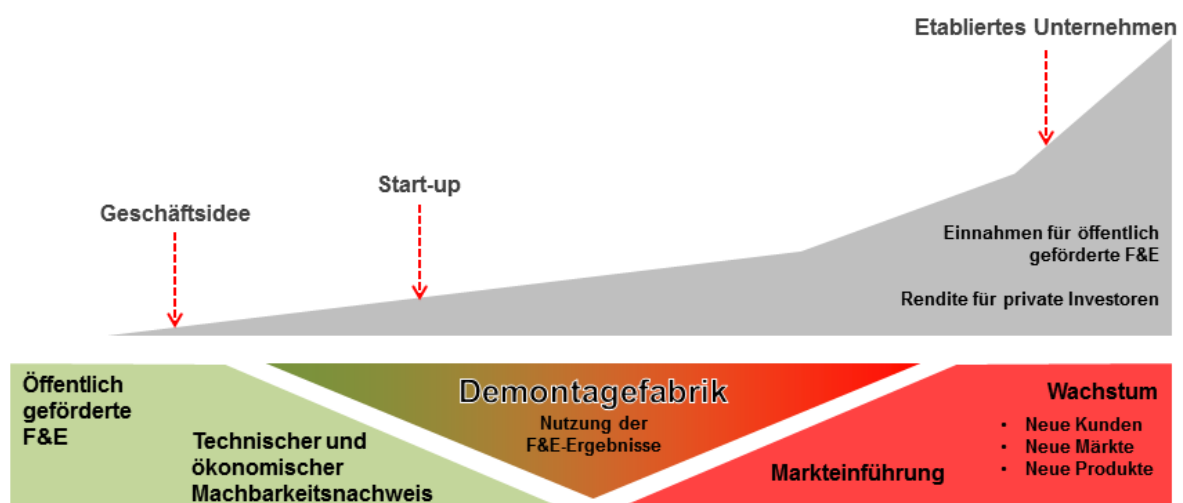 Etabliertes Unternehmen
Start-up
Geschäftsidee
Einnahmen für öffentlich
geförderte F&E
Rendite für private Investoren
Öffentlich
geförderte
F&E
Technischer und
ökonomischer
Machbarkeitsnachweis
Demontagefabrik
Nutzung der
F&E-Ergebnisse
Markteinführung
Wachstum
• Neue Kunden
• Neue Märkte
• Neue Produkte